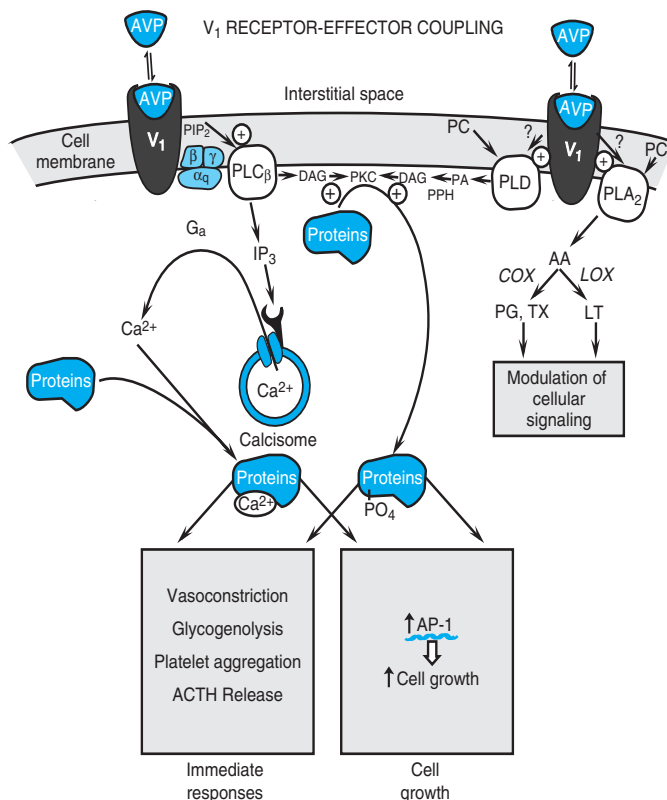 V₁ RECEPTOR-EFFECTOR COUPLING
AVP
AVP
Interstitial space
AVP
AVP
V₁
V₁
Cell
membrane
PIP₂
+
β
γ
αq
PLCβ
DAG
PKC
DAG
PA
PPH
+
+
PC
?
PLD
+
?
+
PC
PLA₂
Proteins
Ga
IP₃
Ca²⁺
Ca²⁺
Calcisome
Proteins
AA
COX
LOX
PG, TX
LT
Modulation of
cellular
signaling
Proteins
Ca²⁺
Proteins
PO₄
Vasoconstriction
Glycogenolysis
Platelet aggregation
ACTH Release
↑AP-1
↑Cell growth
Immediate
responses
Cell
growth